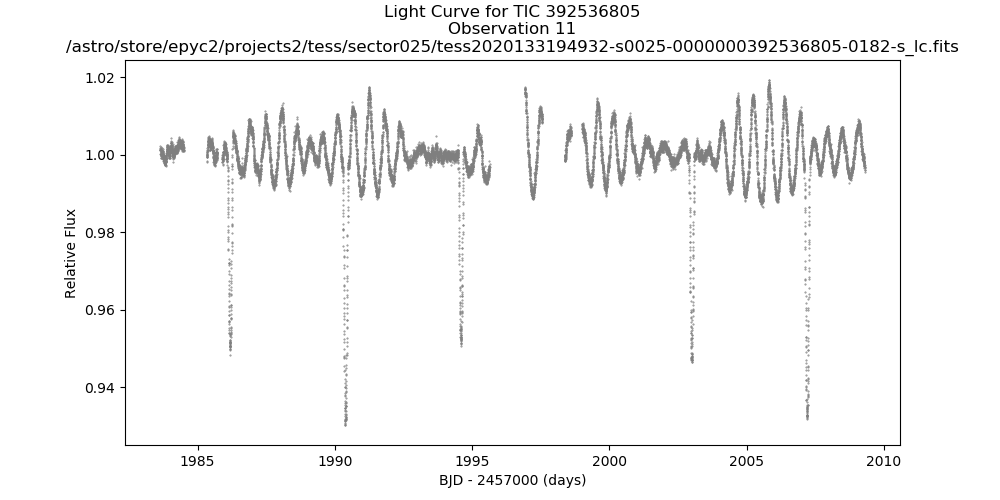 Light Curve for TIC 392536805
Observation 11
/astro/store/epyc2/projects2/tess/sector025/tess2020133194932-s0025-0000000392536805-0182-s_lc.fits
1.02
1.00
0.98
0.96
0.94
Relative Flux
1985
1990
1995
2000
2005
2010
BJD - 2457000 (days)